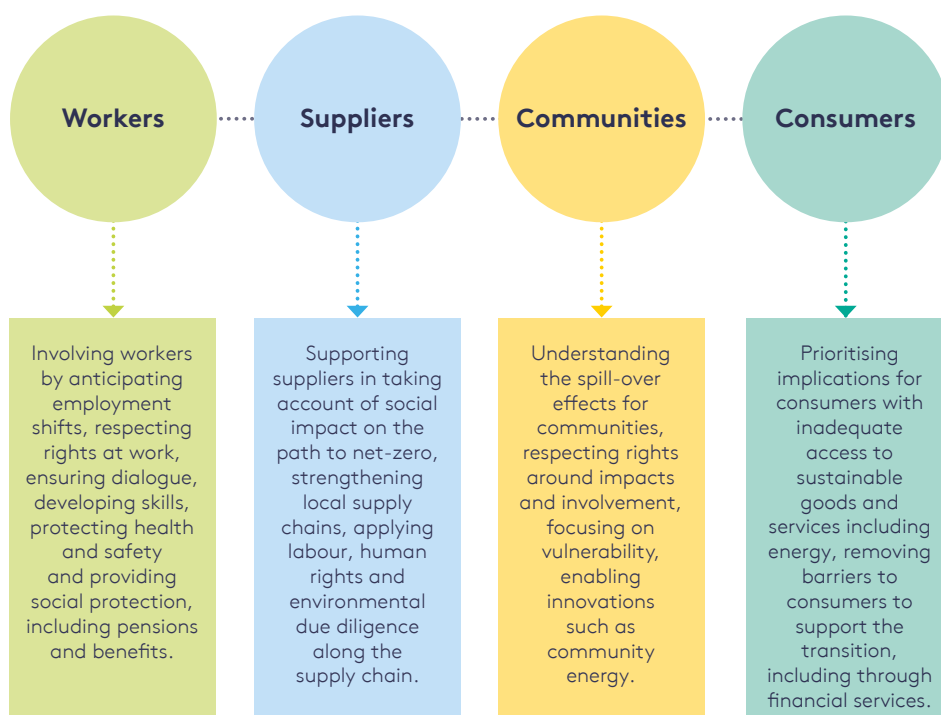 Workers
Suppliers
Communities
Consumers
Involving workers
by anticipating
employment
shifts, respecting
rights at work,
ensuring dialogue,
developing skills,
protecting health
and safety
and providing
social protection,
including pensions
and benefits.
Supporting
suppliers in taking
account of social
impact on the
path to net-zero,
strengthening
local supply
chains, applying
labour, human
rights and
environmental
due diligence
along the
supply chain.
Understanding
the spill-over
effects for
communities,
respecting rights
around impacts
and involvement,
focusing on
vulnerability,
enabling
innovations
such as
community
energy.
Prioritising
implications for
consumers with
inadequate
access to
sustainable
goods and
services including
energy, removing
barriers to
consumers to
support the
transition,
including through
financial services.